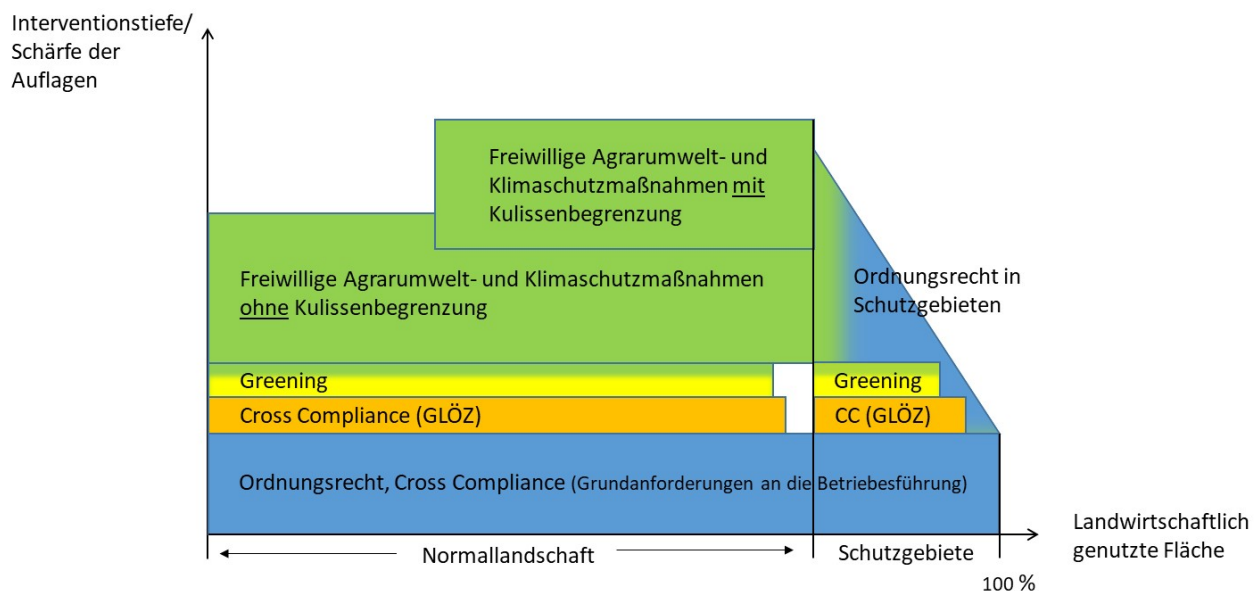 Interventionstiefe/
Schärfe der
Auflagen
Freiwillige Agrarumwelt- und
Klimaschutzmaßnahmen mit
Kulissenbegrenzung
Freiwillige Agrarumwelt- und Klimaschutzmaßnahmen
ohne Kulissenbegrenzung
Ordnungsrecht in
Schutzgebieten
Greening
Greening
Cross Compliance (GLÖZ)
CC (GLÖZ)
Ordnungsrecht, Cross Compliance (Grundanforderungen an die Betriebesführung)
Landwirtschaftlich
genutzte Fläche
Normallandschaft
Schutzgebiete
100 %